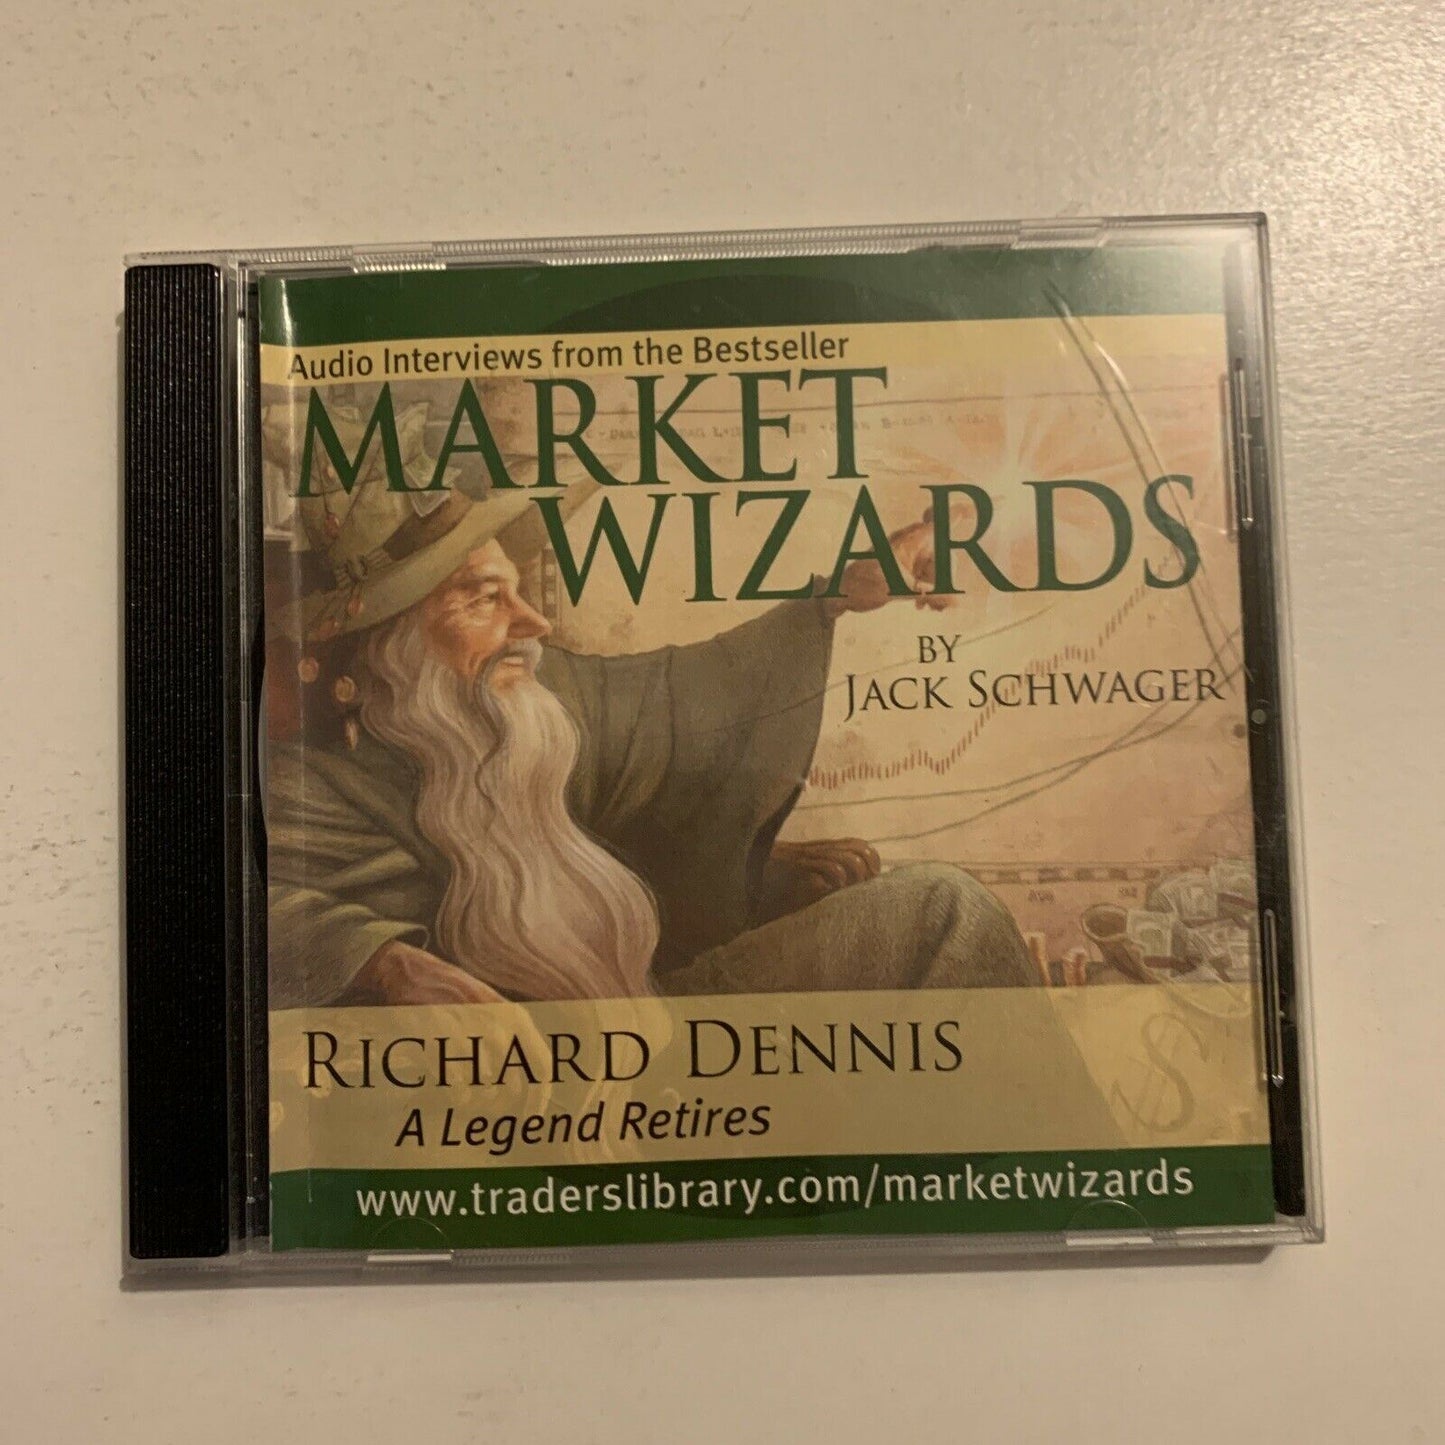 Audio Interviews from the Bestseller
MARKET
WIZARDS
BY
JACK SCHWAGER
RICHARD DENNIS
A Legend Retires
www.traderslibrary.com/marketwizards